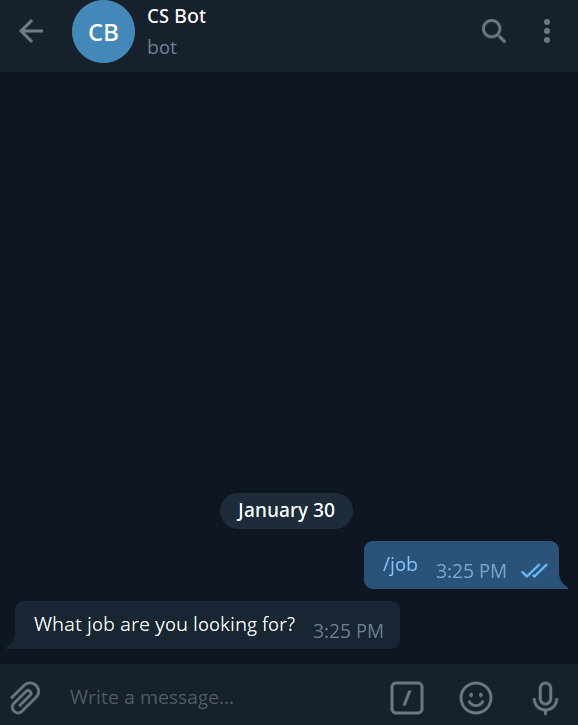 CB
CS Bot
bot
January 30
/job 3:25 PM
What job are you looking for? 3:25 PM
Write a message...